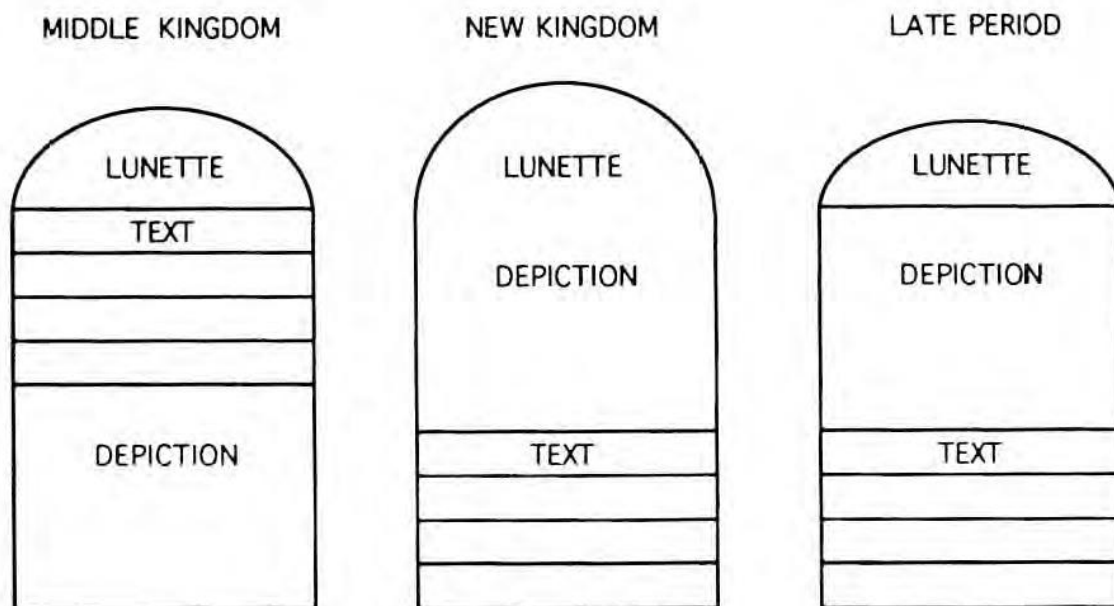 MIDDLE KINGDOM
NEW KINGDOM
LATE PERIOD
LUNETTE
TEXT
DEPICTION
LUNETTE
DEPICTION
TEXT
LUNETTE
DEPICTION
TEXT